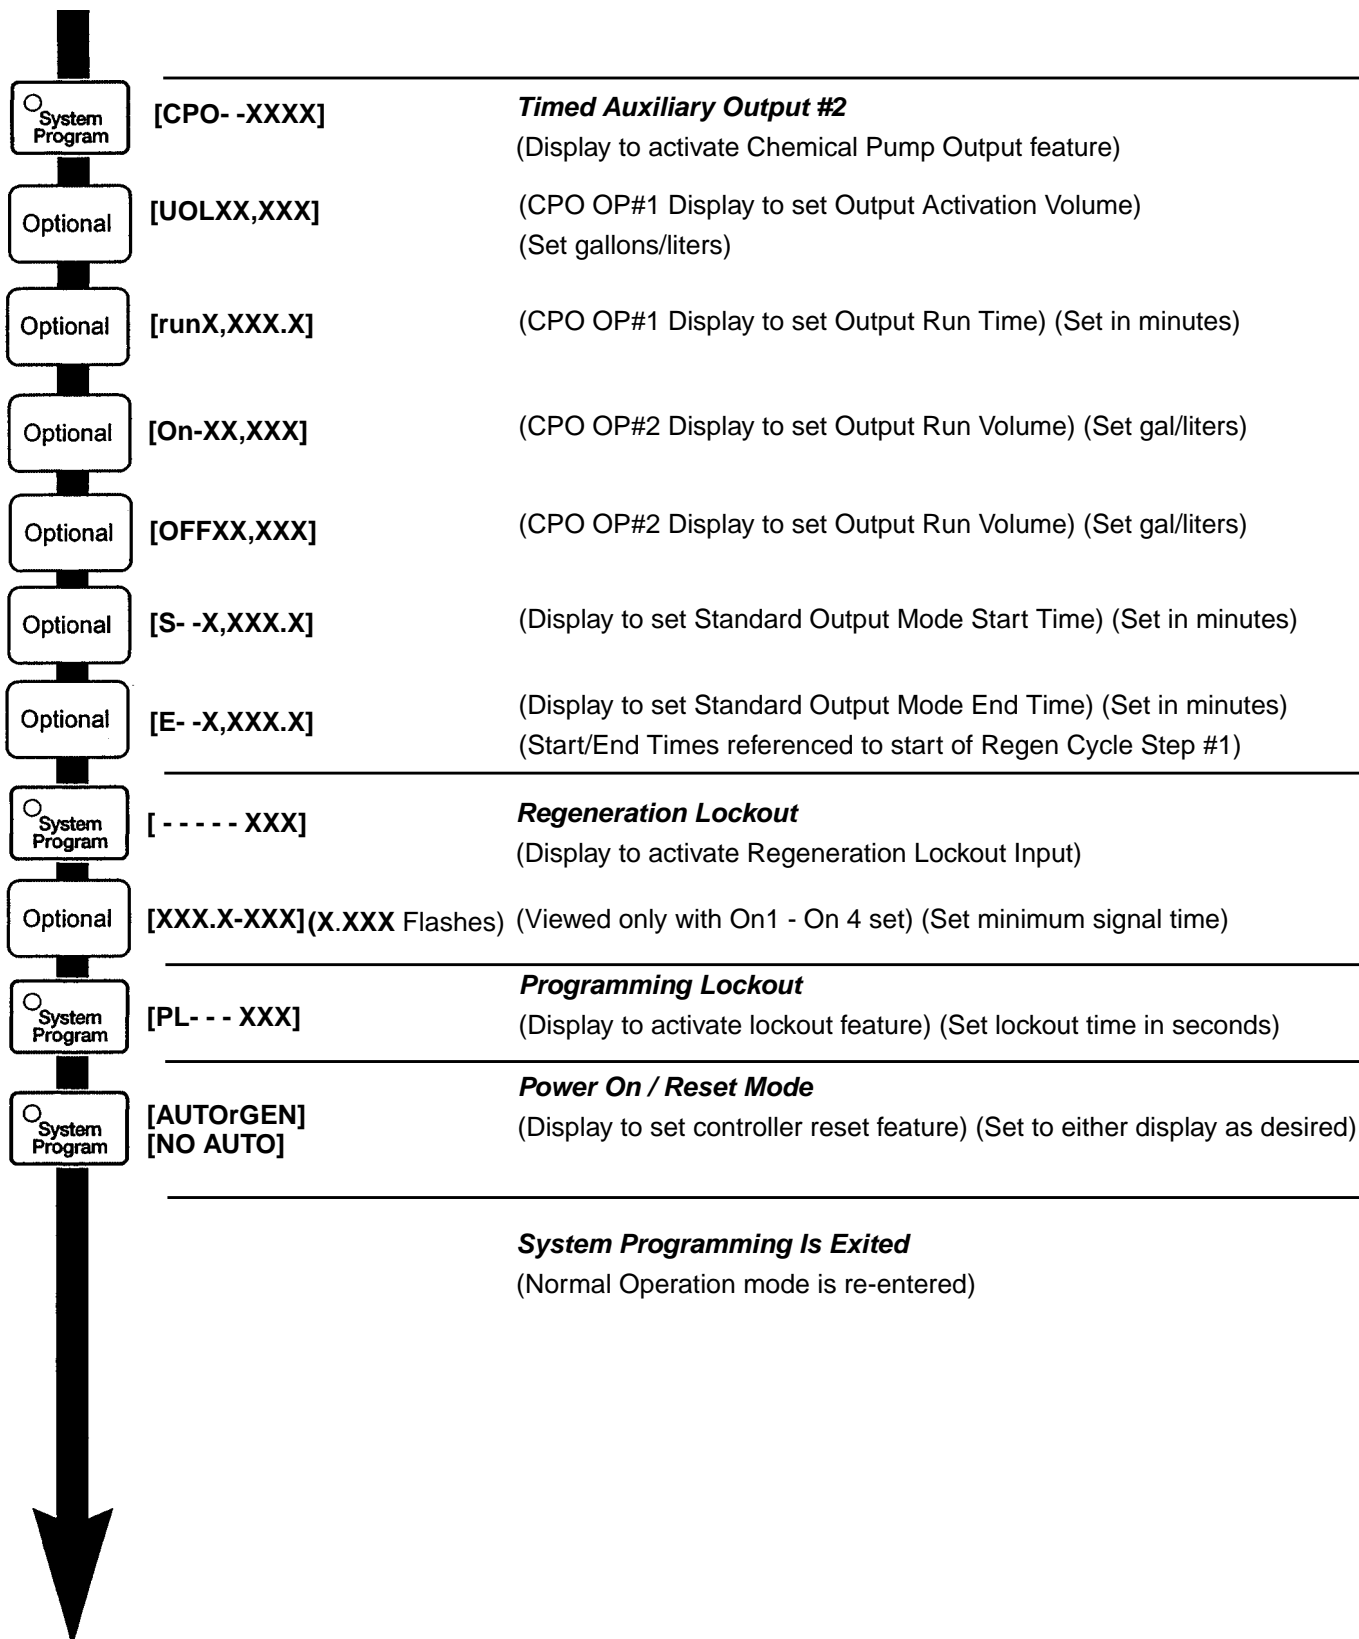 System
Program
[CPO- -XXXX]
Timed Auxiliary Output #2
(Display to activate Chemical Pump Output feature)
Optional
[UOLXX,XXX]
(CPO OP#1 Display to set Output Activation Volume)
(Set gallons/liters)
Optional
[runX,XXX.X]
(CPO OP#1 Display to set Output Run Time) (Set in minutes)
Optional
[On-XX,XXX]
(CPO OP#2 Display to set Output Run Volume) (Set gal/liters)
Optional
[OFFXX,XXX]
(CPO OP#2 Display to set Output Run Volume) (Set gal/liters)
Optional
[S- -X,XXX.X]
(Display to set Standard Output Mode Start Time) (Set in minutes)
Optional
[E- -X,XXX.X]
(Display to set Standard Output Mode End Time) (Set in minutes)
(Start/End Times referenced to start of Regen Cycle Step #1)
System
Program
[ - - - - - XXX]
Regeneration Lockout
(Display to activate Regeneration Lockout Input)
Optional
[XXX.X-XXX] (X.XXX Flashes) (Viewed only with On1 - On 4 set) (Set minimum signal time)
System
Program
[PL- - - XXX]
Programming Lockout
(Display to activate lockout feature) (Set lockout time in seconds)
System
Program
[AUTOrGEN]
[NO AUTO]
Power On / Reset Mode
(Display to set controller reset feature) (Set to either display as desired)
System Programming Is Exited
(Normal Operation mode is re-entered)